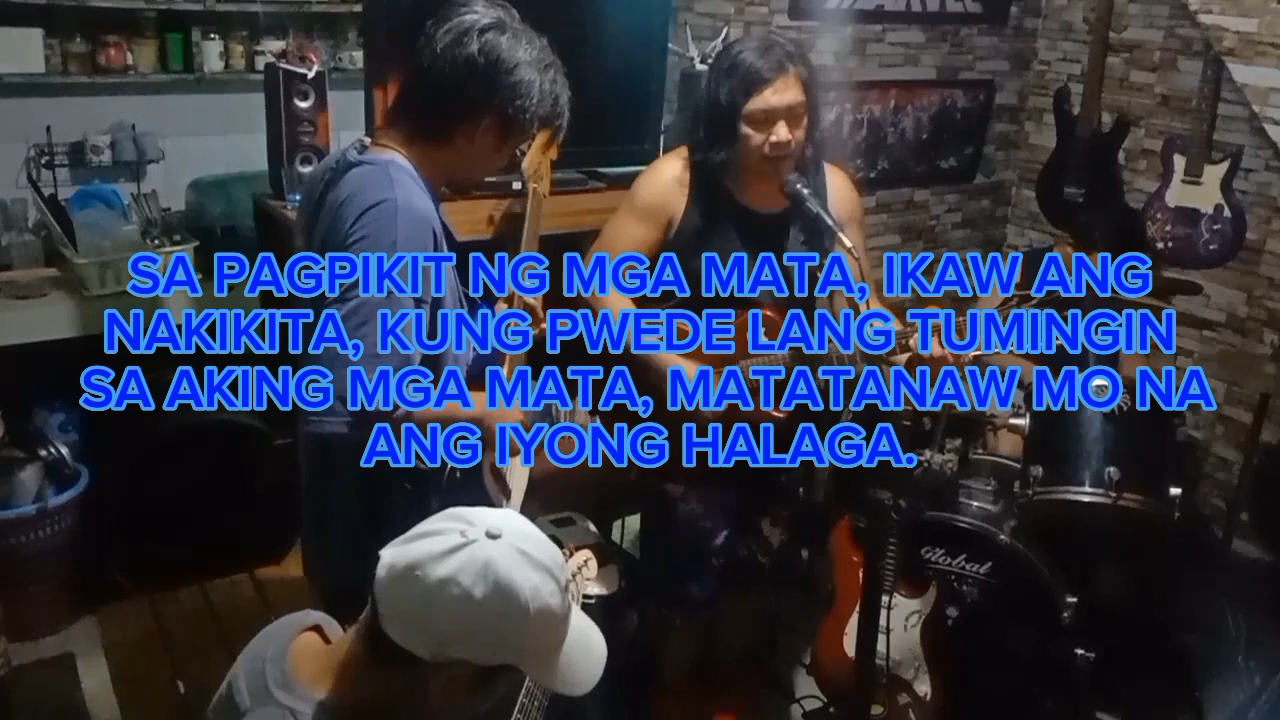 MARVEL
SA PAGPIKIT NG MGA MATA, IKAW ANG
NAKIKITA, KUNG PWEDE LANG TUMINGIN
SA AKING MGA MATA, MATATANAW MO NA
ANG IYONG HALAGA.
Global